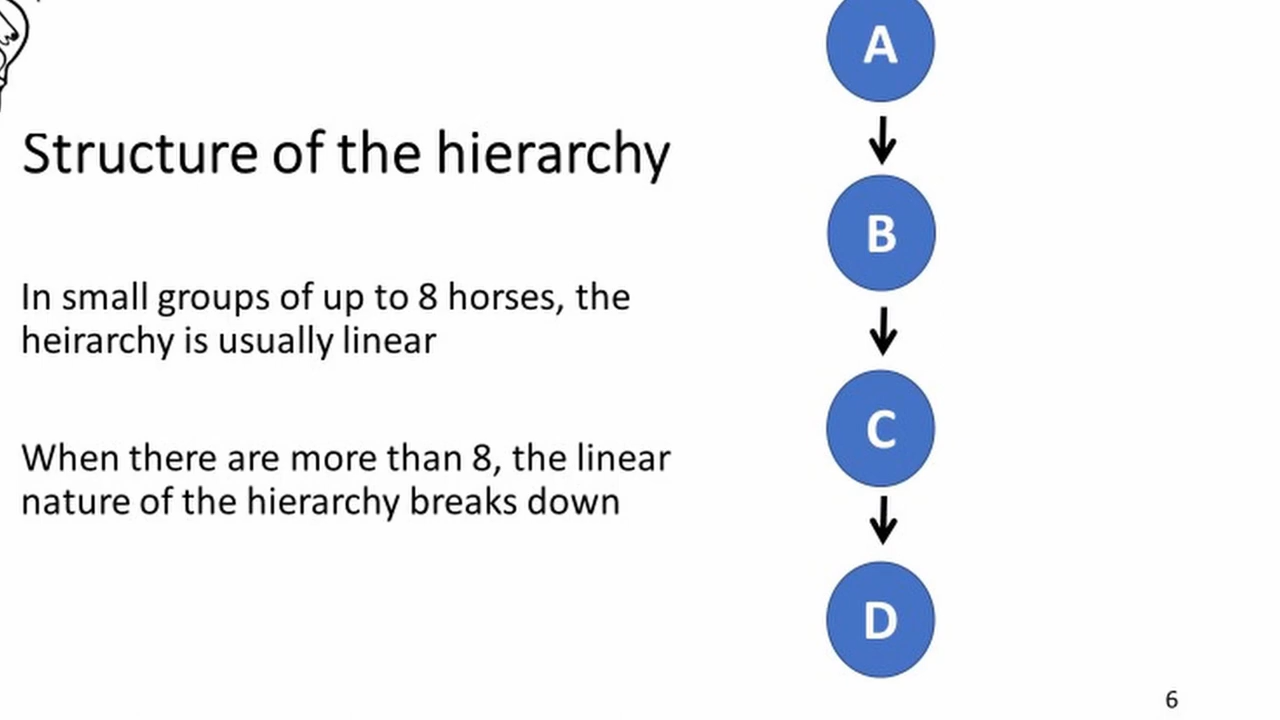 Structure of the hierarchy
In small groups of up to 8 horses, the
heirarchy is usually linear
When there are more than 8, the linear
nature of the hierarchy breaks down
A
B
C
D
6